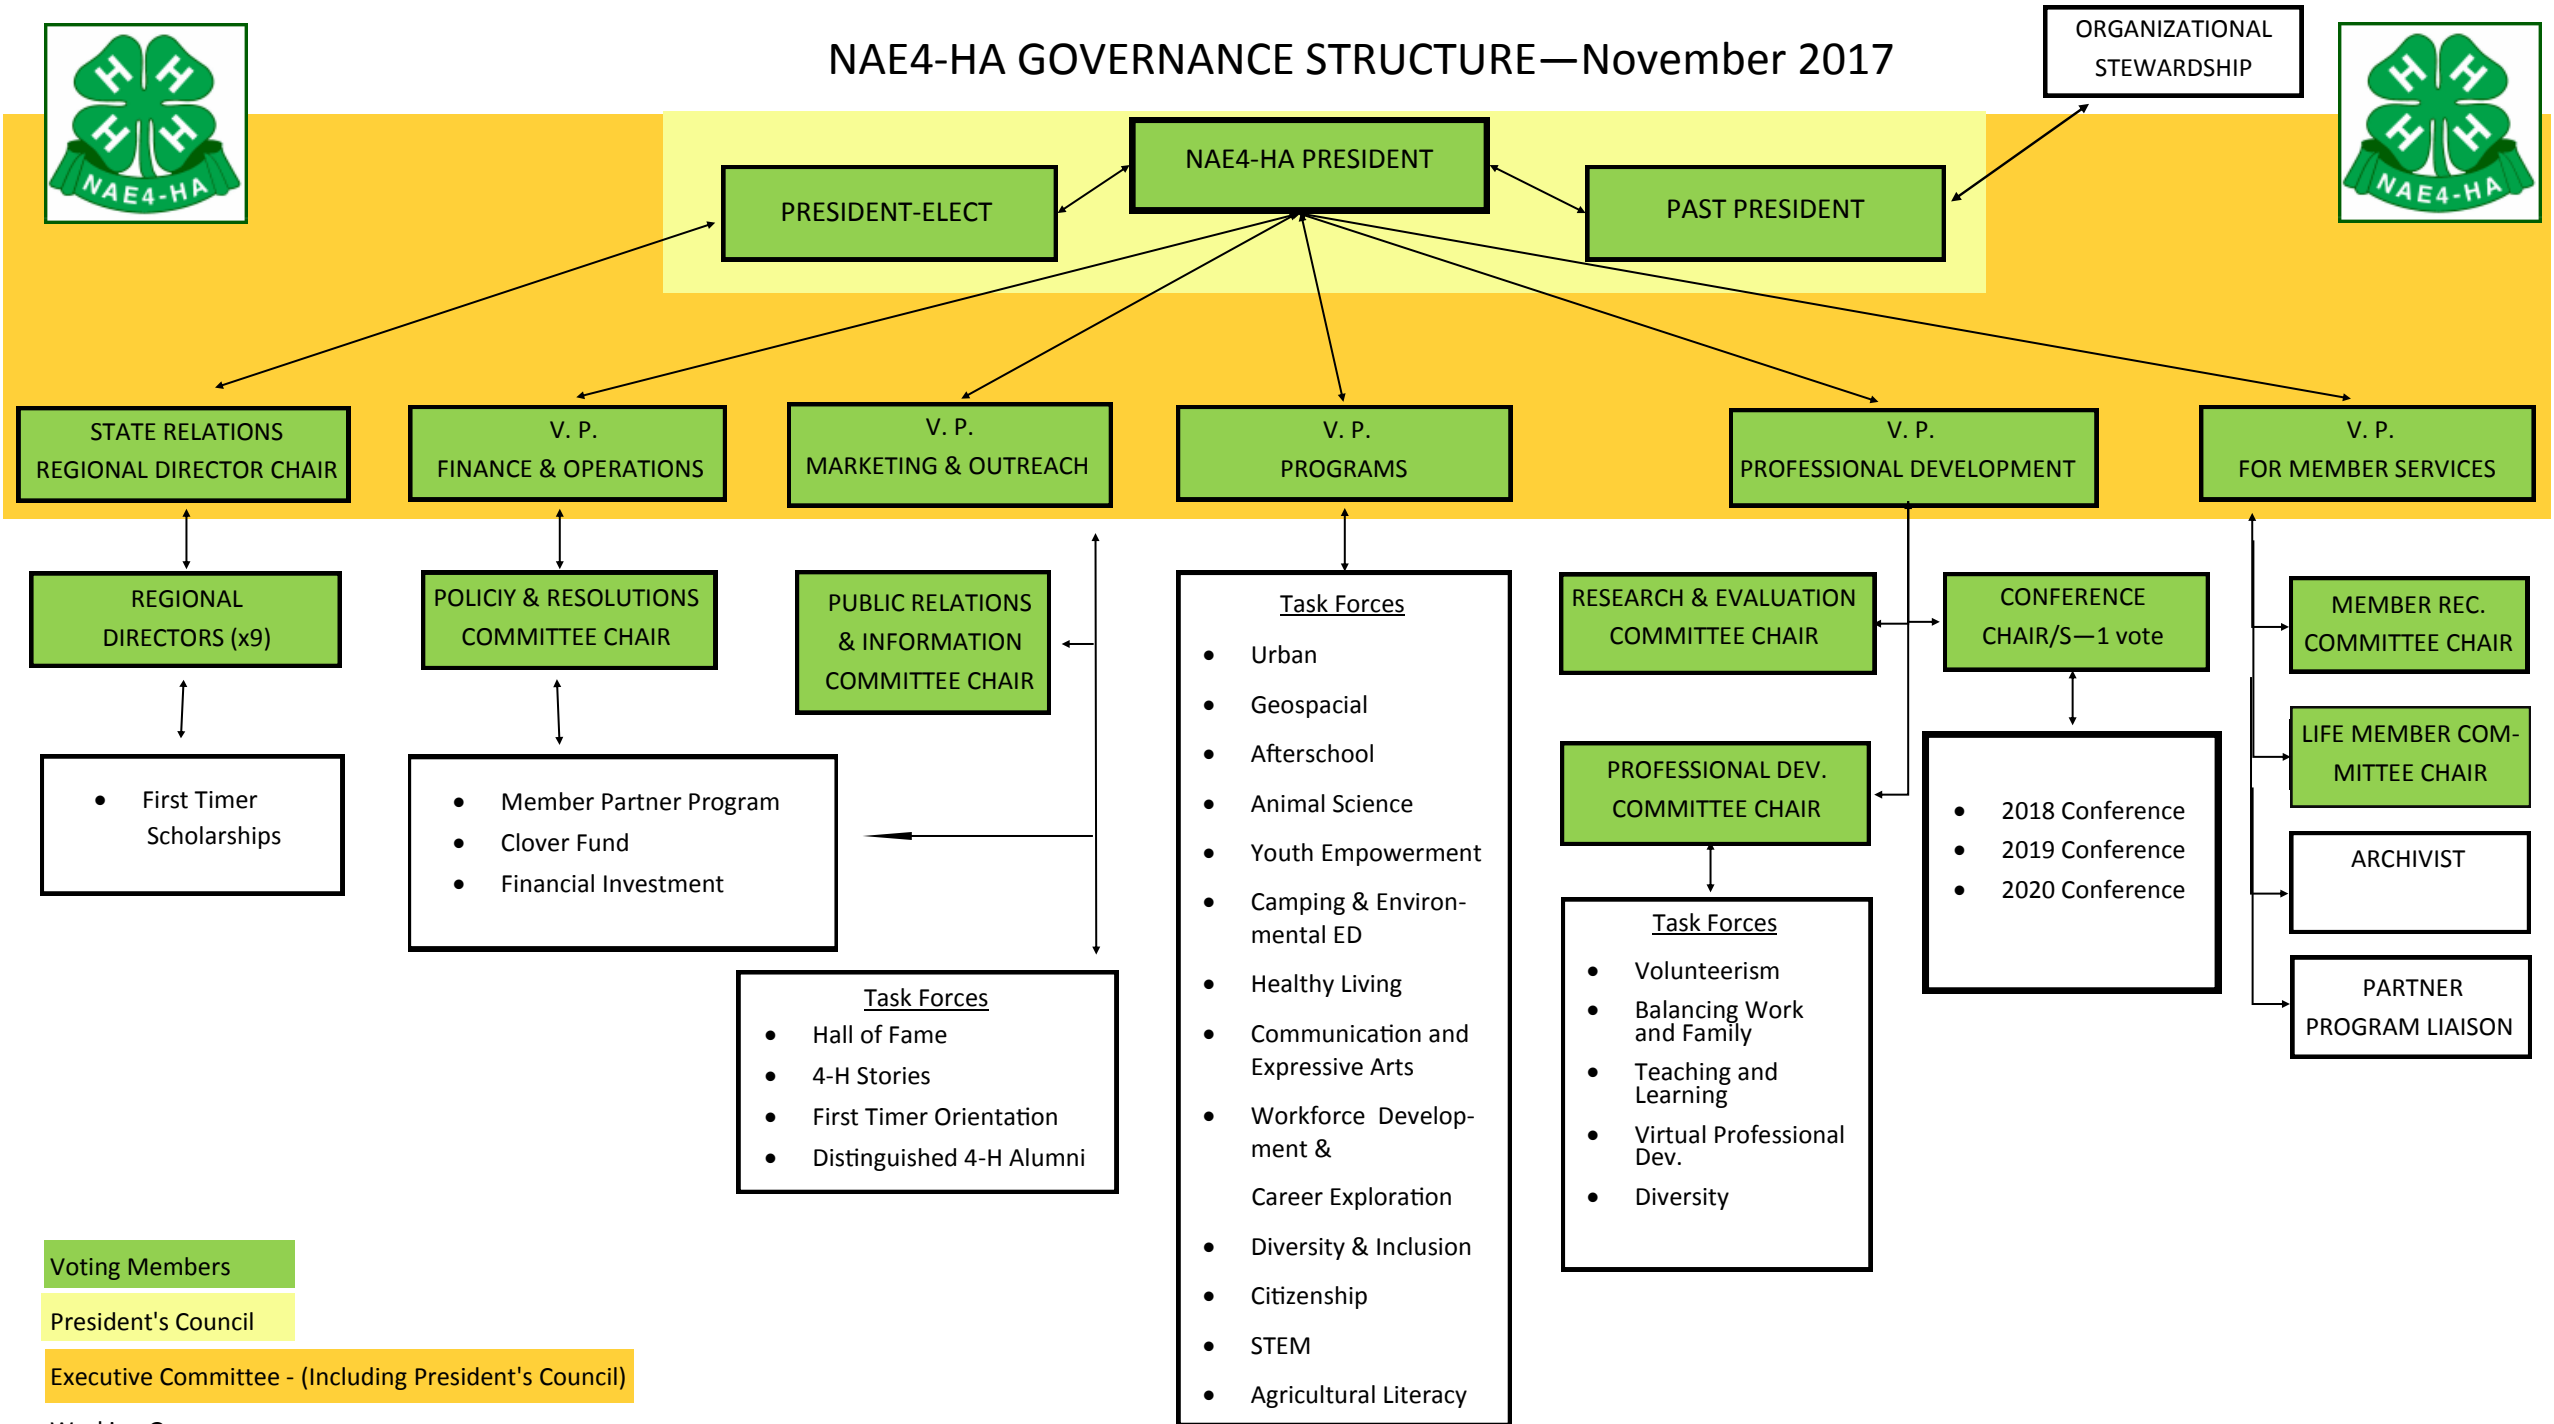 NAE4-HA GOVERNANCE STRUCTURE—November 2017
ORGANIZATIONAL
STEWARDSHIP
H H
H H
NAE4-HA
H H
H H
NAE4-HA
NAE4-HA PRESIDENT
PRESIDENT-ELECT
PAST PRESIDENT
STATE RELATIONS
REGIONAL DIRECTOR CHAIR
V. P.
FINANCE & OPERATIONS
V. P.
MARKETING & OUTREACH
V. P.
PROGRAMS
V. P.
PROFESSIONAL DEVELOPMENT
V. P.
FOR MEMBER SERVICES
REGIONAL
DIRECTORS (x9)
POLICIY & RESOLUTIONS
COMMITTEE CHAIR
PUBLIC RELATIONS
& INFORMATION
COMMITTEE CHAIR
RESEARCH & EVALUATION
COMMITTEE CHAIR
CONFERENCE
CHAIR/S—1 vote
MEMBER REC.
COMMITTEE CHAIR
LIFE MEMBER COM-
MITTEE CHAIR
ARCHIVIST
PARTNER
PROGRAM LIAISON
• First Timer
Scholarships
• Member Partner Program
• Clover Fund
• Financial Investment
Task Forces
• Hall of Fame
• 4-H Stories
• First Timer Orientation
• Distinguished 4-H Alumni
Task Forces
• Urban
• Geospacial
• Afterschool
• Animal Science
• Youth Empowerment
• Camping & Environ-
mental ED
• Healthy Living
• Communication and
Expressive Arts
• Workforce Develop-
ment &
Career Exploration
• Diversity & Inclusion
• Citizenship
• STEM
• Agricultural Literacy
PROFESSIONAL DEV.
COMMITTEE CHAIR
Task Forces
• Volunteerism
• Balancing Work
and Family
• Teaching and
Learning
• Virtual Professional
Dev.
• Diversity
• 2018 Conference
• 2019 Conference
• 2020 Conference
Voting Members
President's Council
Executive Committee - (Including President's Council)